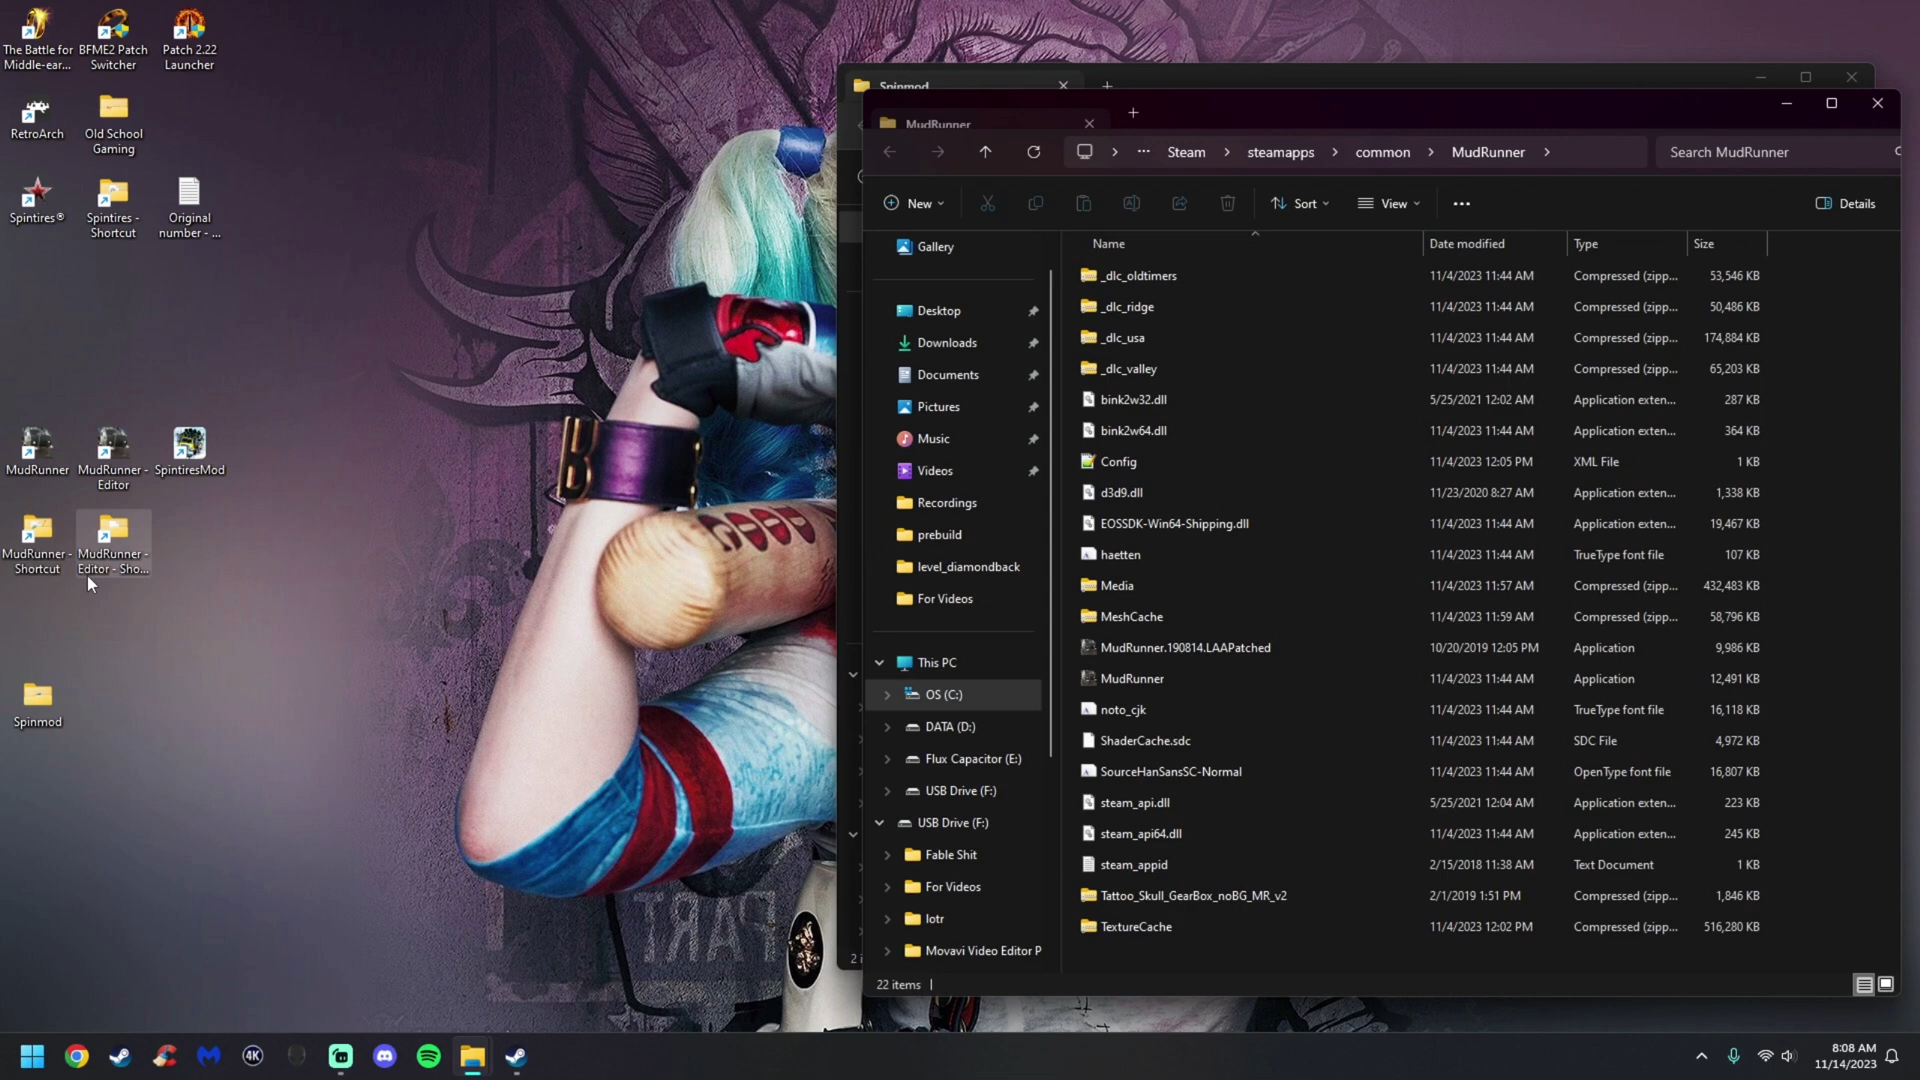 The Battle for
Middle-ear...
BFME2 Patch
Switcher
Patch 2.22
Launcher
RetroArch
Old School
Gaming
Spintires®
Spintires -
Shortcut
Original
number - ...
MudRunner
MudRunner -
Editor
SpintiresMod
MudRunner -
Shortcut
MudRunner -
Editor - Sho...
Spinmod
Spinmod
MudRunner
Steam
steamapps
common
MudRunner
Search MudRunner
New
Sort
View
Details
Gallery
Desktop
Downloads
Documents
Pictures
Music
Videos
Recordings
prebuild
level_diamondback
For Videos
This PC
OS (C:)
DATA (D:)
Flux Capacitor (E:)
USB Drive (F:)
USB Drive (F:)
Fable Shit
For Videos
lotr
Movavi Video Editor P
Name Date modified Type Size
_dlc_oldtimers 11/4/2023 11:44 AM Compressed (zipp... 53,546 KB
_dlc_ridge 11/4/2023 11:44 AM Compressed (zipp... 50,486 KB
_dlc_usa 11/4/2023 11:44 AM Compressed (zipp... 174,884 KB
_dlc_valley 11/4/2023 11:44 AM Compressed (zipp... 65,203 KB
bink2w32.dll 5/25/2021 12:02 AM Application exten... 287 KB
bink2w64.dll 11/4/2023 11:44 AM Application exten... 364 KB
Config 11/4/2023 12:05 PM XML File 1 KB
d3d9.dll 11/23/2020 8:27 AM Application exten... 1,338 KB
EOSSDK-Win64-Shipping.dll 11/4/2023 11:44 AM Application exten... 19,467 KB
haetten 11/4/2023 11:44 AM TrueType font file 107 KB
Media 11/4/2023 11:57 AM Compressed (zipp... 432,483 KB
MeshCache 11/4/2023 11:59 AM Compressed (zipp... 58,796 KB
MudRunner.190814.LAAPatched 10/20/2019 12:05 PM Application 9,986 KB
MudRunner 11/4/2023 11:44 AM Application 12,491 KB
noto_cjk 11/4/2023 11:44 AM TrueType font file 16,118 KB
ShaderCache.sdc 11/4/2023 11:44 AM SDC File 4,972 KB
SourceHanSansSC-Normal 11/4/2023 11:44 AM OpenType font file 16,807 KB
steam_api.dll 5/25/2021 12:04 AM Application exten... 223 KB
steam_api64.dll 11/4/2023 11:44 AM Application exten... 245 KB
steam_appid 2/15/2018 11:38 AM Text Document 1 KB
Tattoo_Skull_GearBox_noBG_MR_v2 2/1/2019 1:51 PM Compressed (zipp... 1,846 KB
TextureCache 11/4/2023 12:02 PM Compressed (zipp... 516,280 KB
2 i
22 items
GOOD
B
PART
4K
8:08 AM
11/14/2023